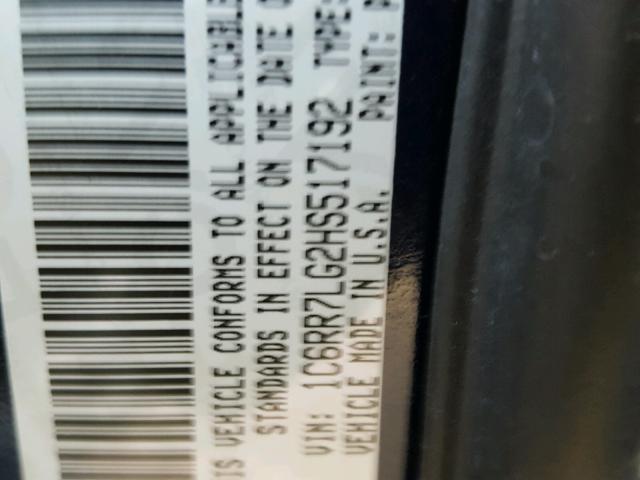 IS VEHICLE CONFORMS TO ALL APPLICABLE
STANDARDS IN EFFECT ON THE DATE O
VIN: 1C6RR7LG2HS517192 TYPE:
VEHICLE MADE IN U.S.A. PAINT: